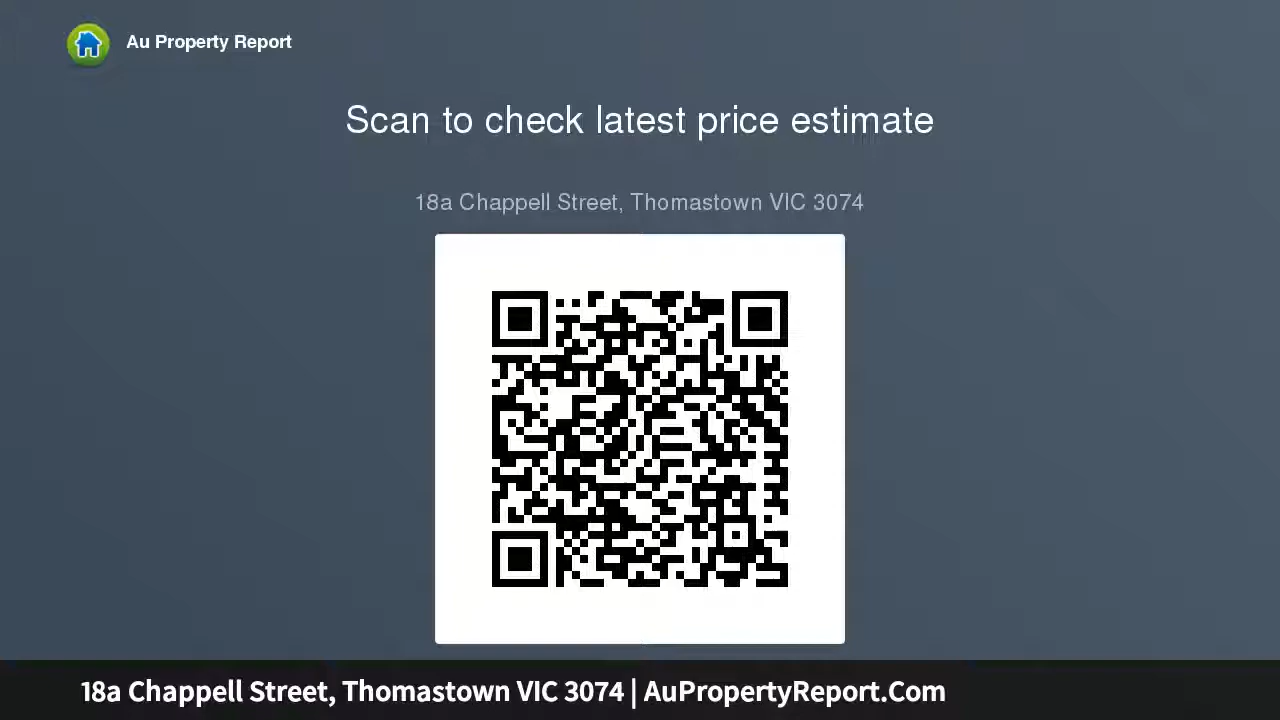 Au Property Report
Scan to check latest price estimate
18a Chappell Street, Thomastown VIC 3074
18a Chappell Street, Thomastown VIC 3074 | AuPropertyReport.Com